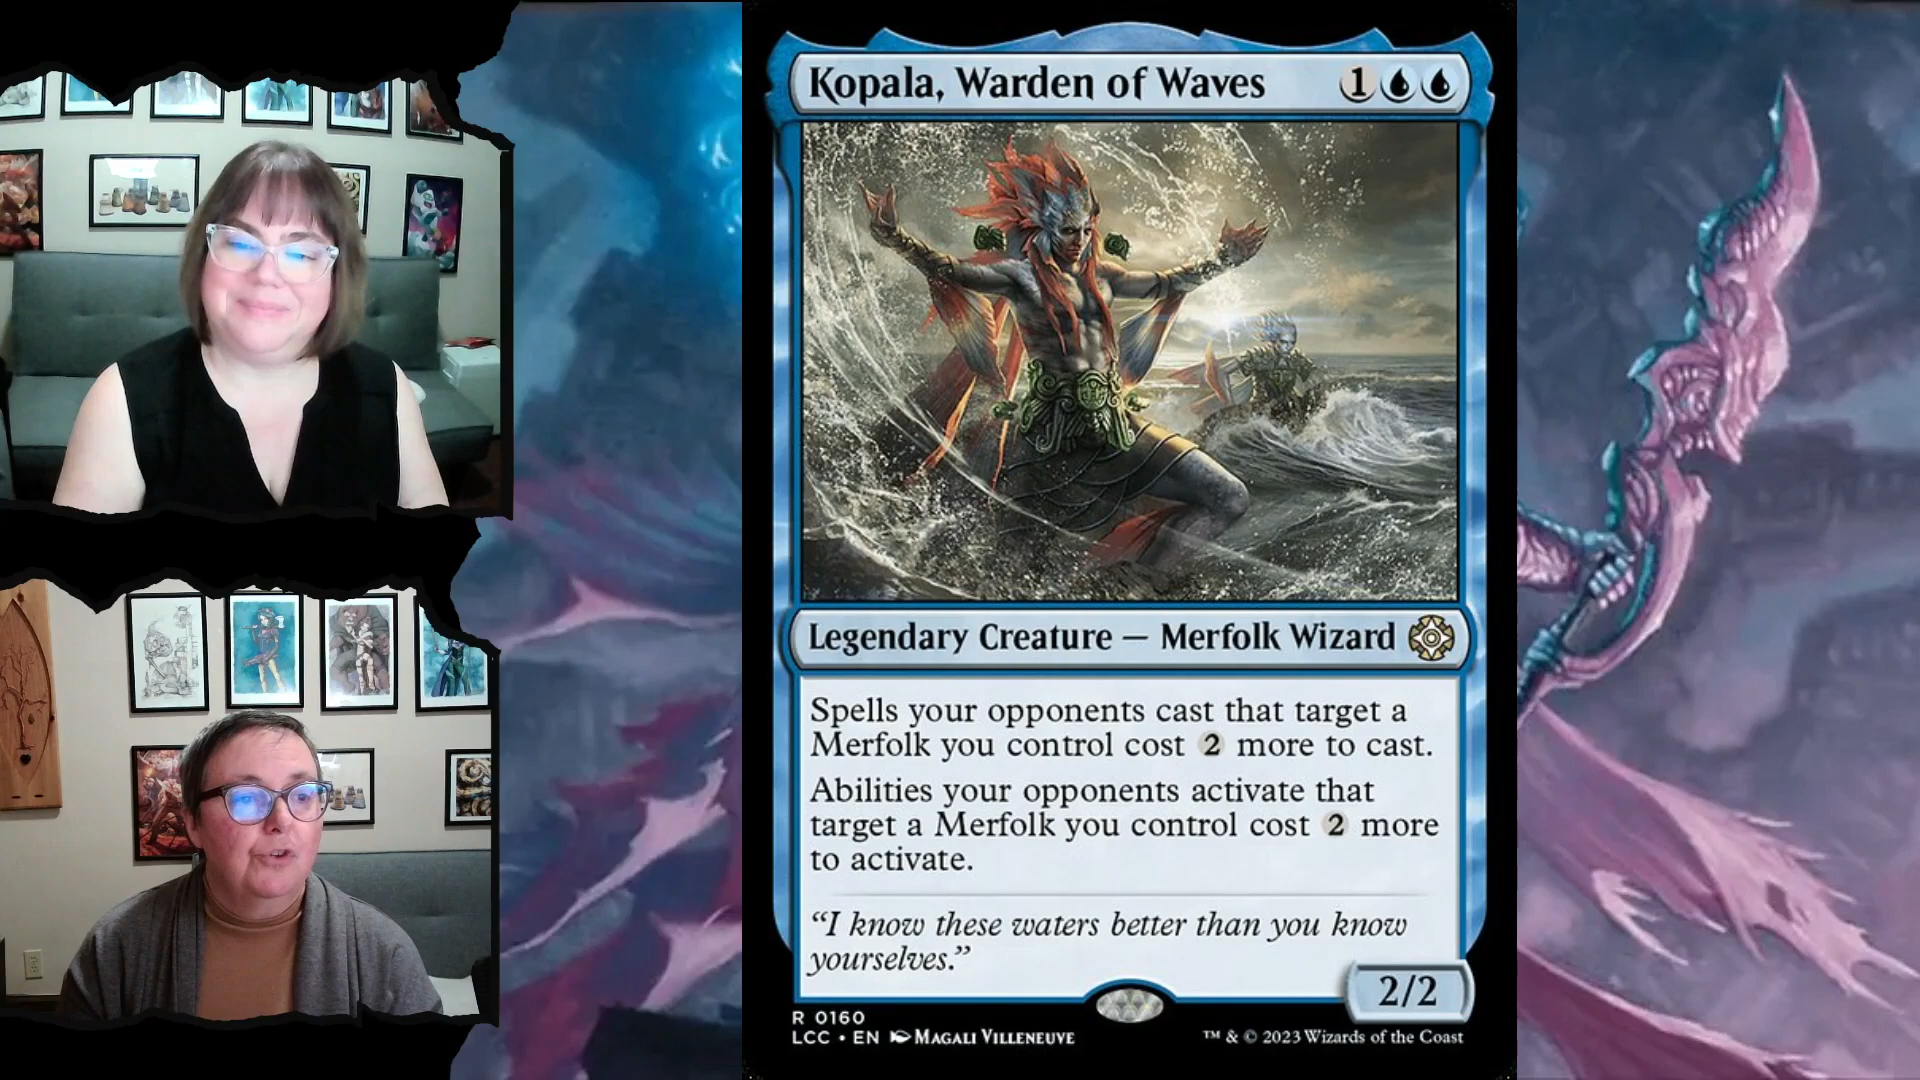 Kopala, Warden of Waves 1
Legendary Creature — Merfolk Wizard
Spells your opponents cast that target a
Merfolk you control cost 2 more to cast.
Abilities your opponents activate that
target a Merfolk you control cost 2 more
to activate.
“I know these waters better than you know
yourselves.”
2/2
R 0160
LCC • EN MAGALI VILLENEUVE
™ & © 2023 Wizards of the Coast